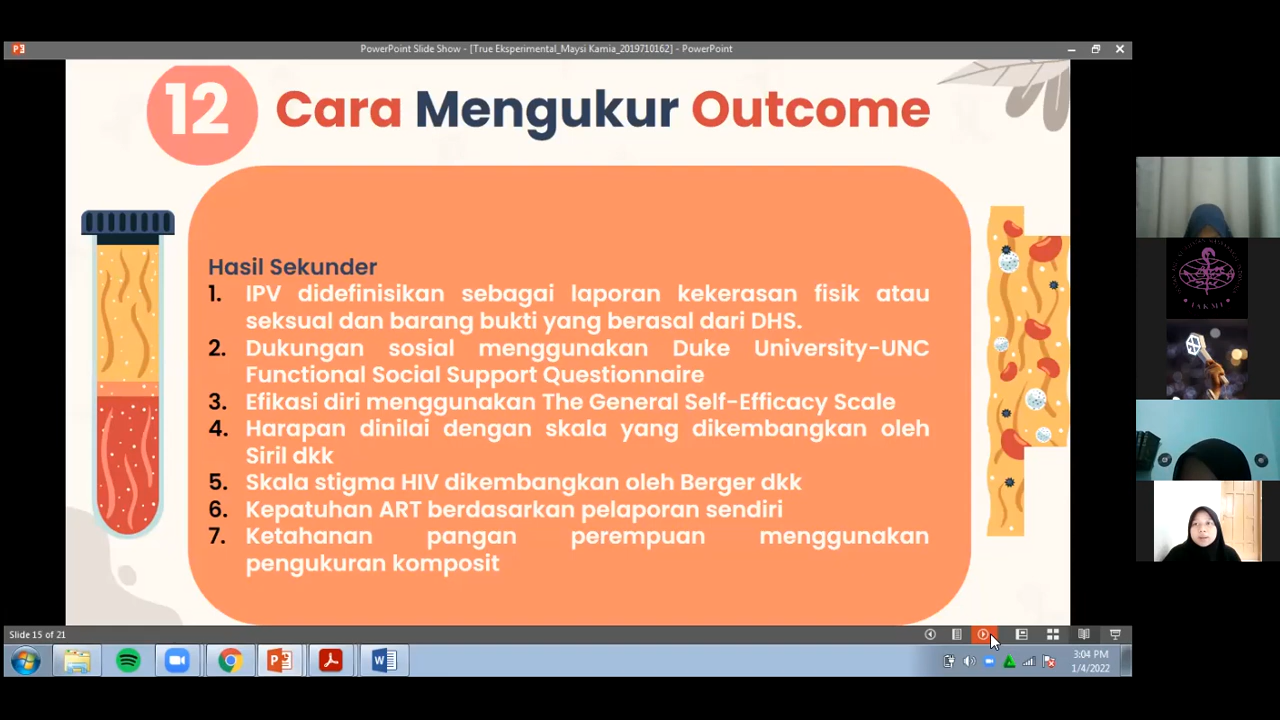 PowerPoint Slide Show - [True Eksperimental_Maysi Karnia_2019710162] - PowerPoint
12 Cara Mengukur Outcome
Hasil Sekunder
1. IPV didefinisikan sebagai laporan kekerasan fisik atau
seksual dan barang bukti yang berasal dari DHS.
2. Dukungan sosial menggunakan Duke University-UNC
Functional Social Support Questionnaire
3. Efikasi diri menggunakan The General Self-Efficacy Scale
4. Harapan dinilai dengan skala yang dikembangkan oleh
Siril dkk
5. Skala stigma HIV dikembangkan oleh Berger dkk
6. Kepatuhan ART berdasarkan pelaporan sendiri
7. Ketahanan pangan perempuan menggunakan
pengukuran komposit
Slide 15 of 21
3:04 PM
1/4/2022